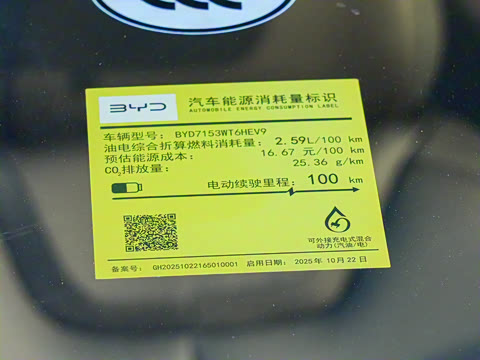 BYD
汽车能源消耗量标识
AUTOMOBILE ENERGY CONSUMPTION LABEL
车辆型号： BYD7153WT6HEV9
油电综合折算燃料消耗量： 2.59L/100 km
预估能源成本： 16.67 元/100 km
CO₂排放量： 25.36 g/km
电动续驶里程： 100 km
可外接充电式混合
动力(汽油/电)
备案号： GH20251022165010001 启用日期： 2025年 10月 22日